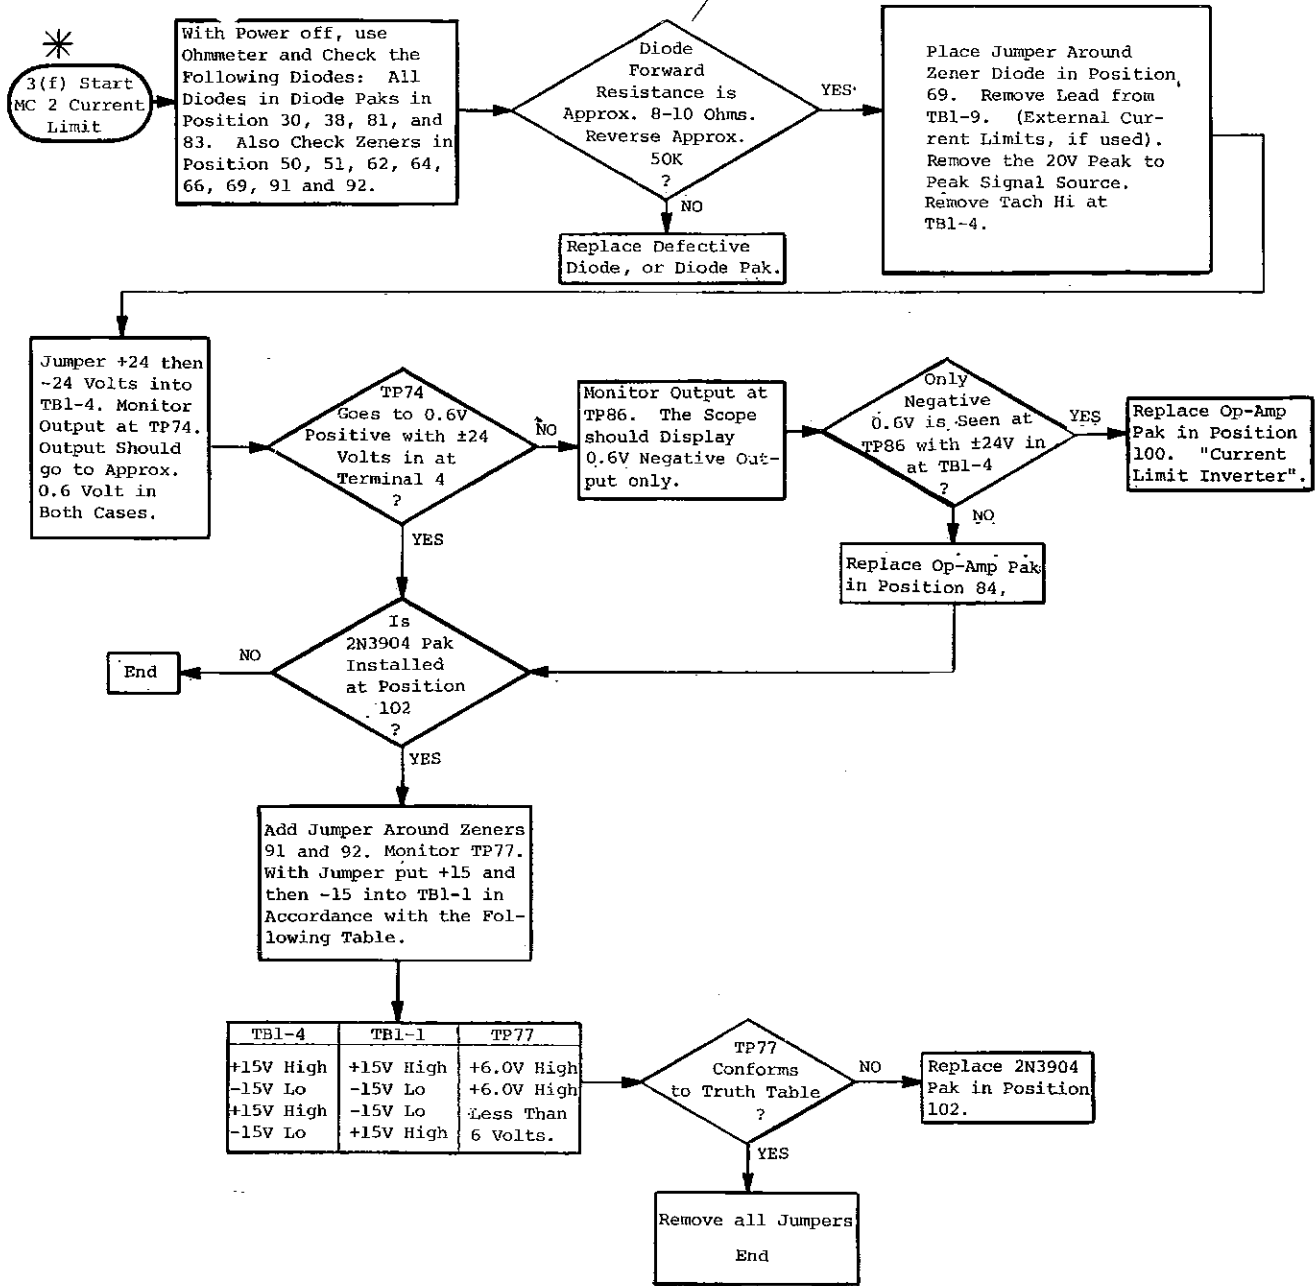 3(f) Start
MC 2 Current
Limit
With Power off, use
Ohmmeter and Check the
Following Diodes: All
Diodes in Diode Paks in
Position 30, 38, 81, and
83. Also Check Zeners in
Position 50, 51, 62, 64,
66, 69, 91 and 92.
Diode
Forward
Resistance is
Approx. 8-10 Ohms.
Reverse Approx.
50K
?
YES
NO
Replace Defective
Diode, or Diode Pak.
Place Jumper Around
Zener Diode in Position
69. Remove Lead from
TB1-9. (External Cur-
rent Limits, if used).
Remove the 20V Peak to
Peak Signal Source.
Remove Tach Hi at
TB1-4.
Jumper +24 then
-24 Volts into
TB1-4. Monitor
Output at TP74.
Output Should
go to Approx.
0.6 Volt in
Both Cases.
TP74
Goes to 0.6V
Positive with ±24
Volts in at
Terminal 4
?
NO
YES
Monitor Output at
TP86. The Scope
should Display
0.6V Negative Out-
put only.
Only
Negative
0.6V is Seen at
TP86 with ±24V in
at TB1-4
?
YES
NO
Replace Op-Amp
Pak in Position
100. "Current
Limit Inverter".
Replace Op-Amp Pak
in Position 84,
Is
2N3904 Pak
Installed
at Position
102
?
NO
End
YES
Add Jumper Around Zeners
91 and 92. Monitor TP77.
With Jumper put +15 and
then -15 into TB1-1 in
Accordance with the Fol-
lowing Table.
TB1-4 TB1-1 TP77
+15V High +15V High +6.0V High
-15V Lo -15V Lo +6.0V High
+15V High -15V Lo Less Than
-15V Lo +15V High 6 Volts.
TP77
Conforms
to Truth Table
?
NO
Replace 2N3904
Pak in Position
102.
YES
Remove all Jumpers
End